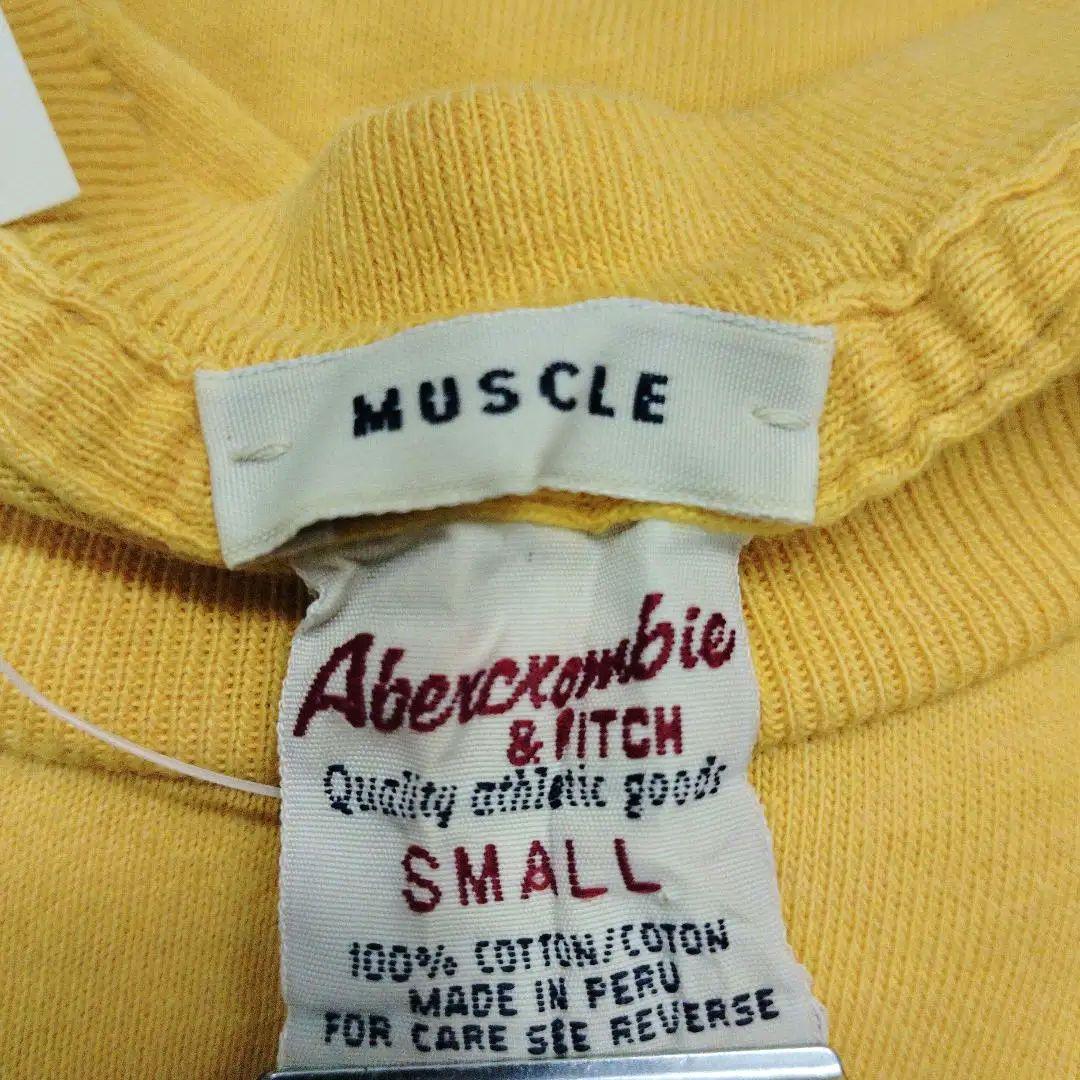 MUSCLE
Abercrombie
& FITCH
Quality athletic goods
SMALL
100% COTTON/COTON
MADE IN PERU
FOR CARE SEE REVERSE